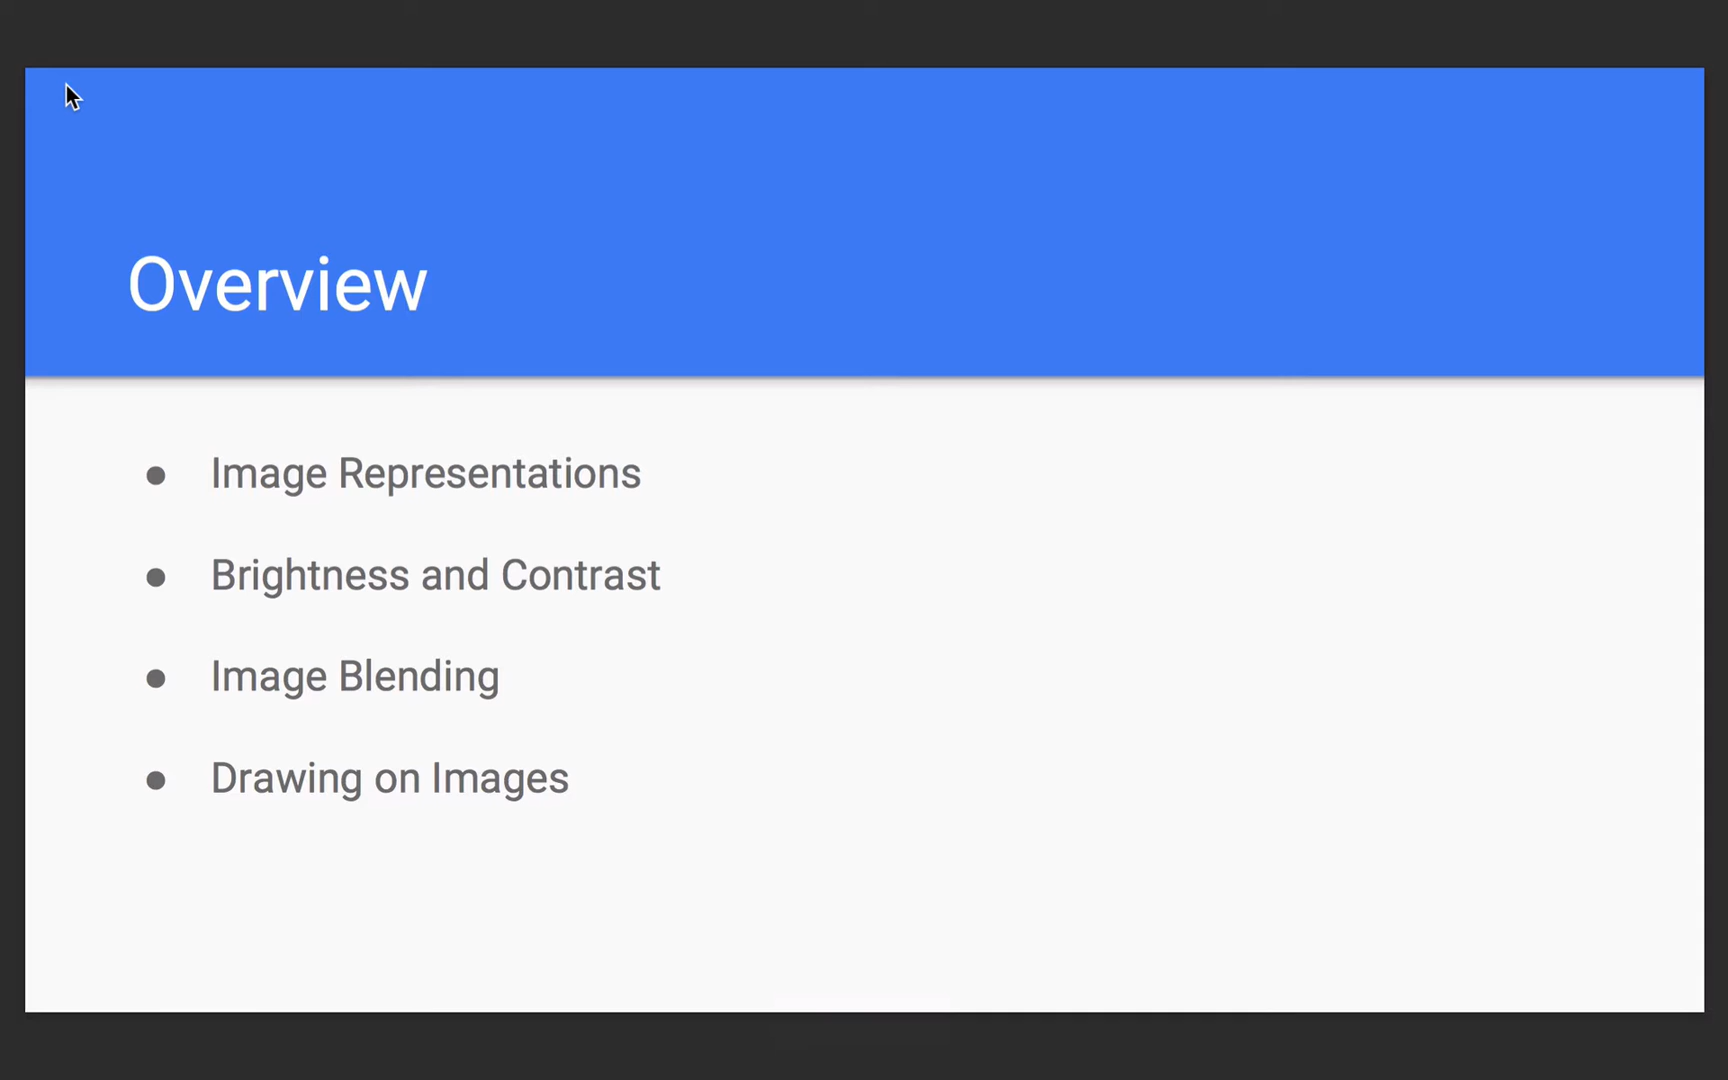 Overview
● Image Representations
● Brightness and Contrast
● Image Blending
● Drawing on Images